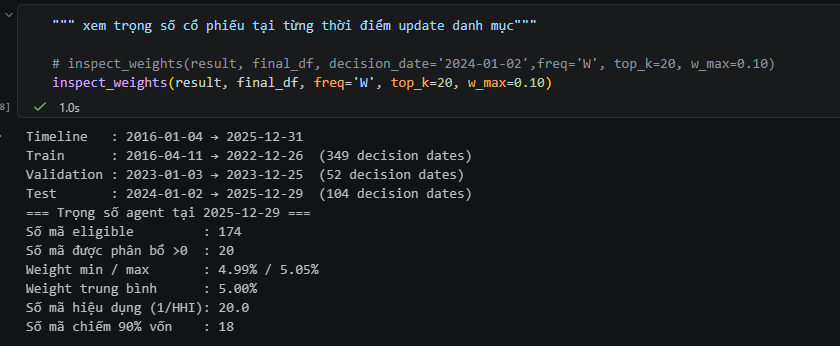 """ xem trọng số cổ phiếu tại từng thời điểm update danh mục"""
# inspect_weights(result, final_df, decision_date='2024-01-02',freq='W', top_k=20, w_max=0.10)
inspect_weights(result, final_df, freq='W', top_k=20, w_max=0.10)
8] ✓ 1.0s
Timeline : 2016-01-04 → 2025-12-31
Train : 2016-04-11 → 2022-12-26 (349 decision dates)
Validation : 2023-01-03 → 2023-12-25 (52 decision dates)
Test : 2024-01-02 → 2025-12-29 (104 decision dates)
=== Trọng số agent tại 2025-12-29 ===
Số mã eligible : 174
Số mã được phân bổ >0 : 20
Weight min / max : 4.99% / 5.05%
Weight trung bình : 5.00%
Số mã hiệu dụng (1/HHI): 20.0
Số mã chiếm 90% vốn : 18